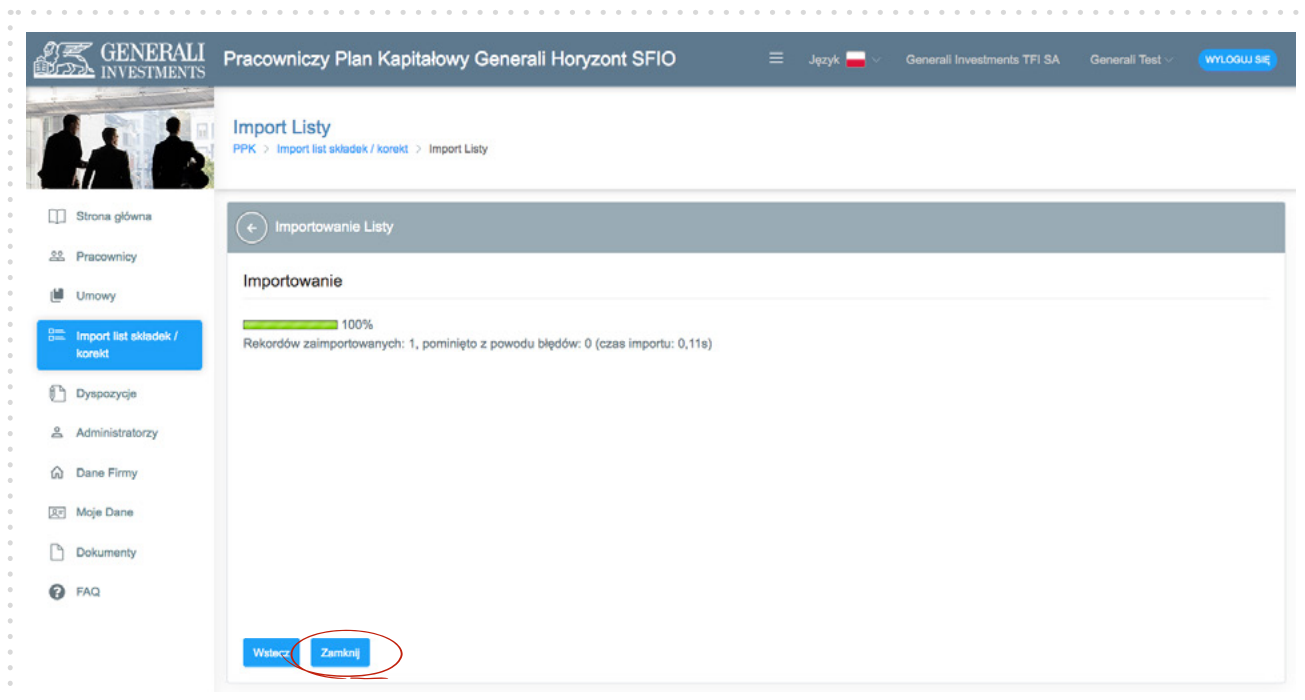 GENERALI
INVESTMENTS
Pracowniczy Plan Kapitałowy Generali Horyzont SFIO
Język
Generali Investments TFI SA
Generali Test
WYLOGUJ SIĘ
Import Listy
PPK > Import list składek / korekt > Import Listy
Strona główna
Pracownicy
Umowy
Import list składek /
korekt
Dyspozycje
Administratorzy
Dane Firmy
Moje Dane
Dokumenty
FAQ
Importowanie Listy
Importowanie
100%
Rekordów zaimportowanych: 1, pominięto z powodu błędów: 0 (czas importu: 0,11s)
Wstecz
Zamknij